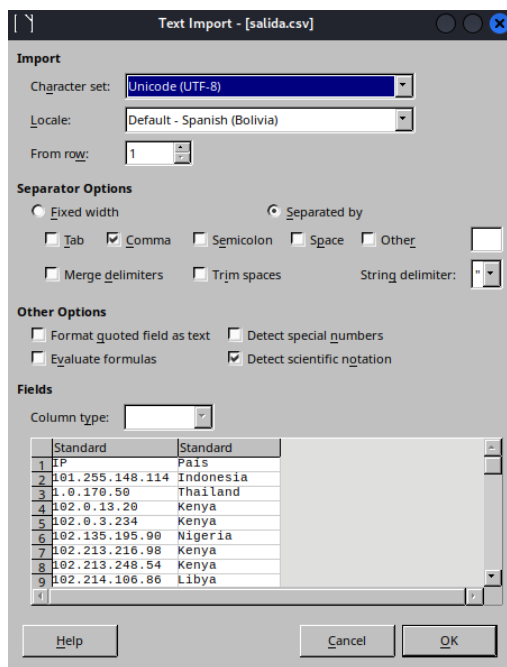 Text Import - [salida.csv]
Import
Character set: Unicode (UTF-8)
Locale: Default - Spanish (Bolivia)
From row: 1
Separator Options
Fixed width Separated by
Tab Comma Semicolon Space Other
Merge delimiters Trim spaces String delimiter: "
Other Options
Format quoted field as text Detect special numbers
Evaluate formulas Detect scientific notation
Fields
Column type:
Standard Standard
1 IP País
2 101.255.148.114 Indonesia
3 1.0.170.50 Thailand
4 102.0.13.20 Kenya
5 102.0.3.234 Kenya
6 102.135.195.90 Nigeria
7 102.213.216.98 Kenya
8 102.213.248.54 Kenya
9 102.214.106.86 Libya
Help Cancel OK